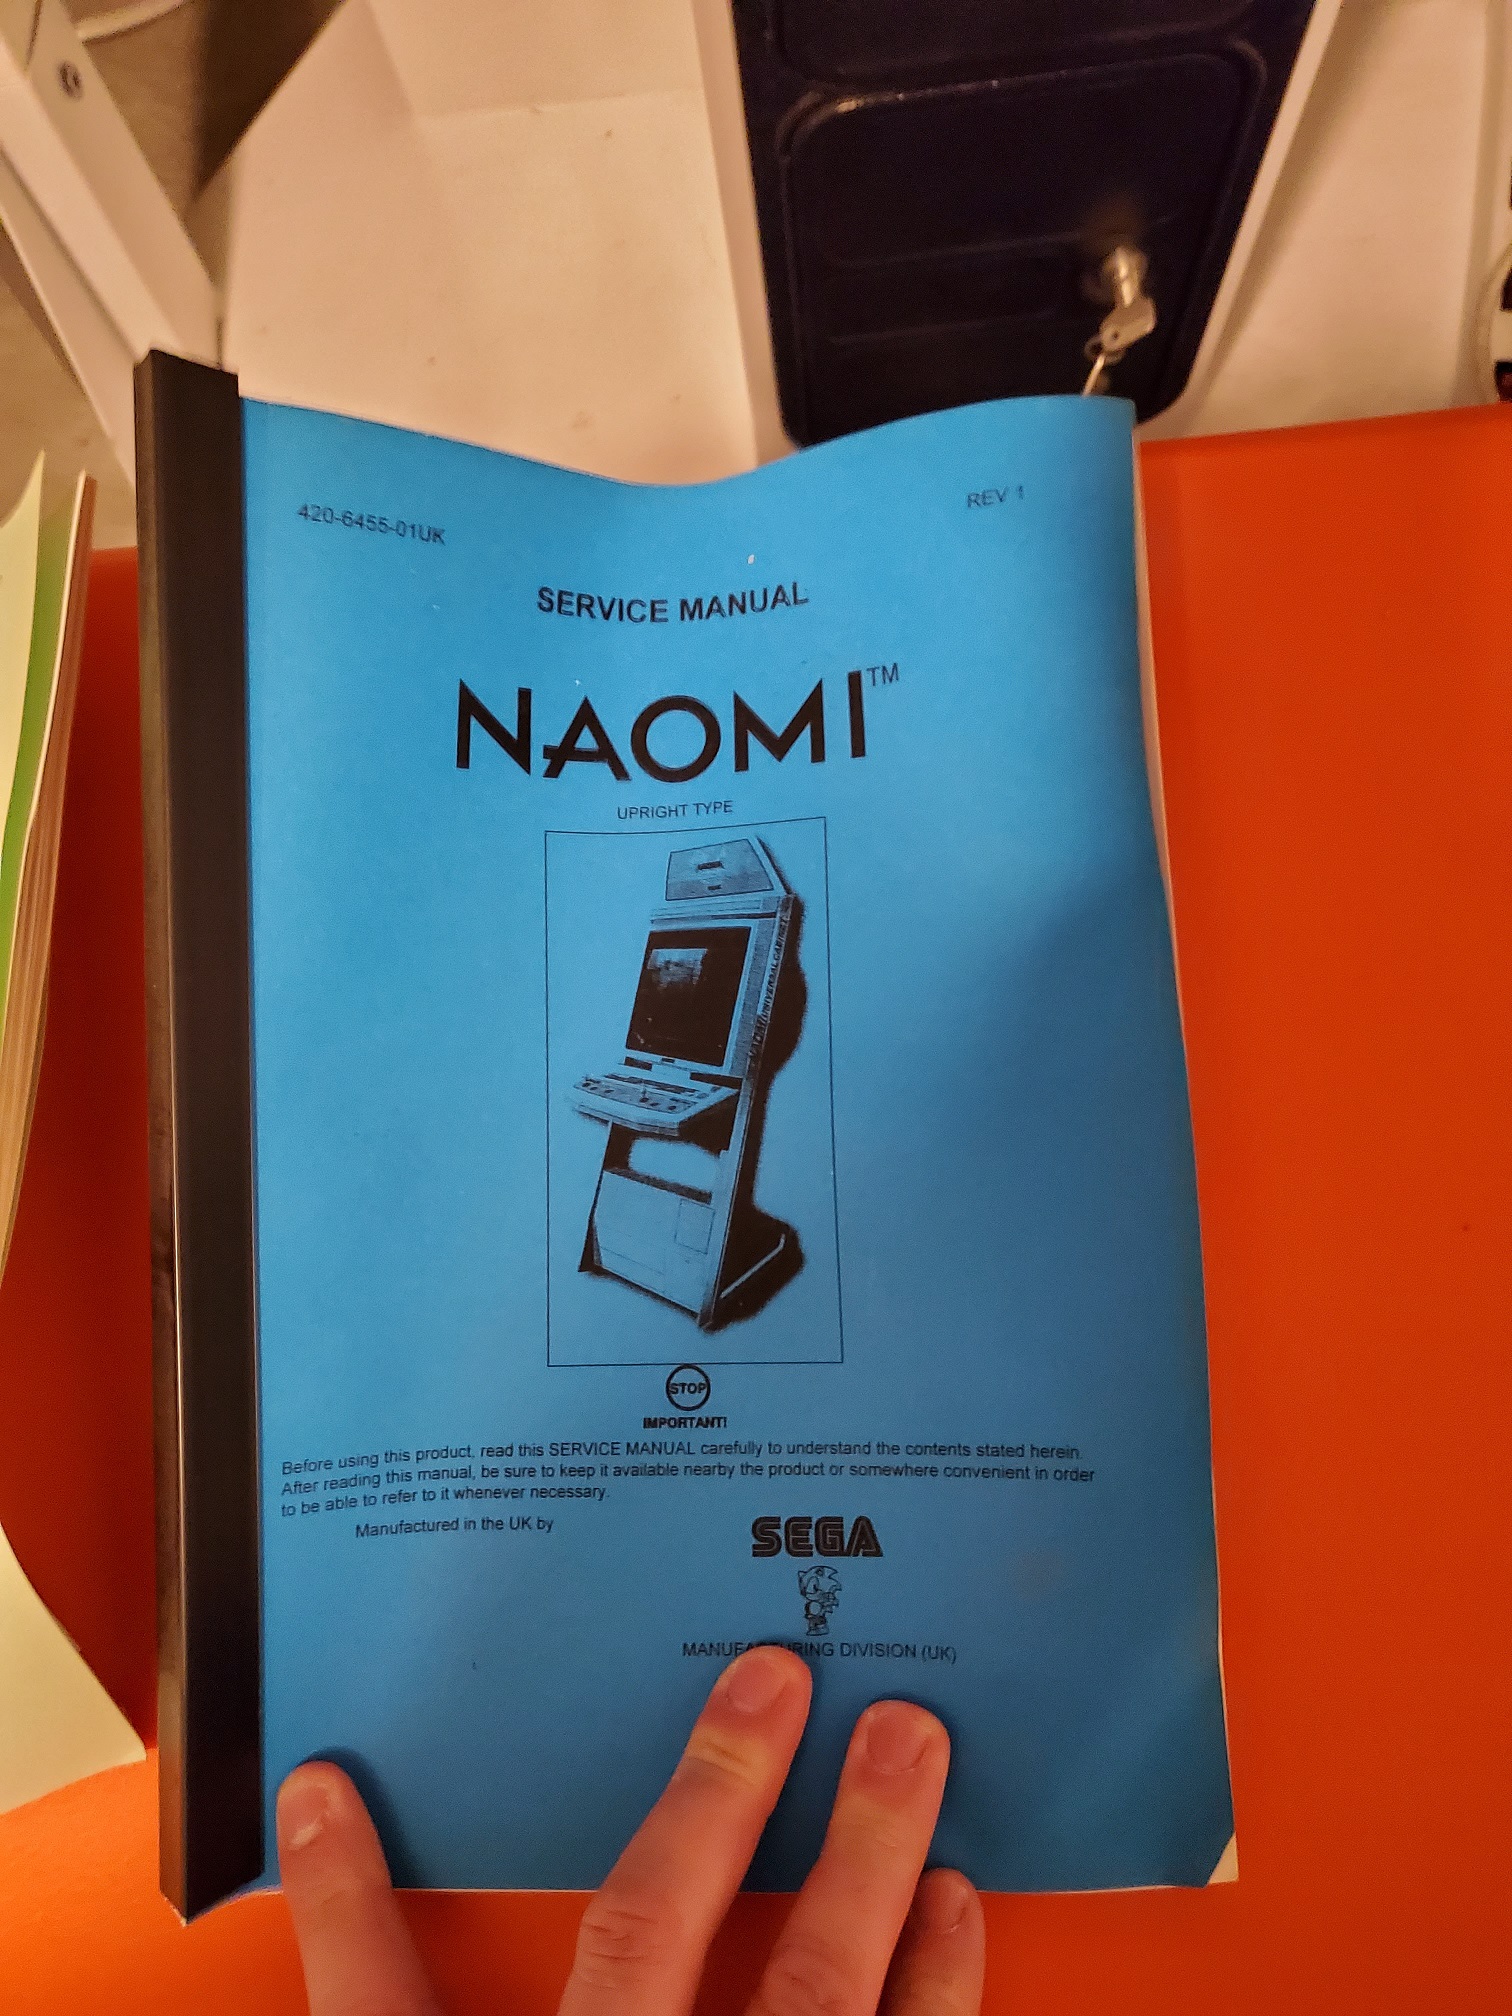 420-6455-01UK
REV 1
SERVICE MANUAL
NAOMI™
UPRIGHT TYPE
STOP
IMPORTANT!
Before using this product, read this SERVICE MANUAL carefully to understand the contents stated herein.
After reading this manual, be sure to keep it available nearby the product or somewhere convenient in order
to be able to refer to it whenever necessary.
Manufactured in the UK by
SEGA
DIVISION (UK)